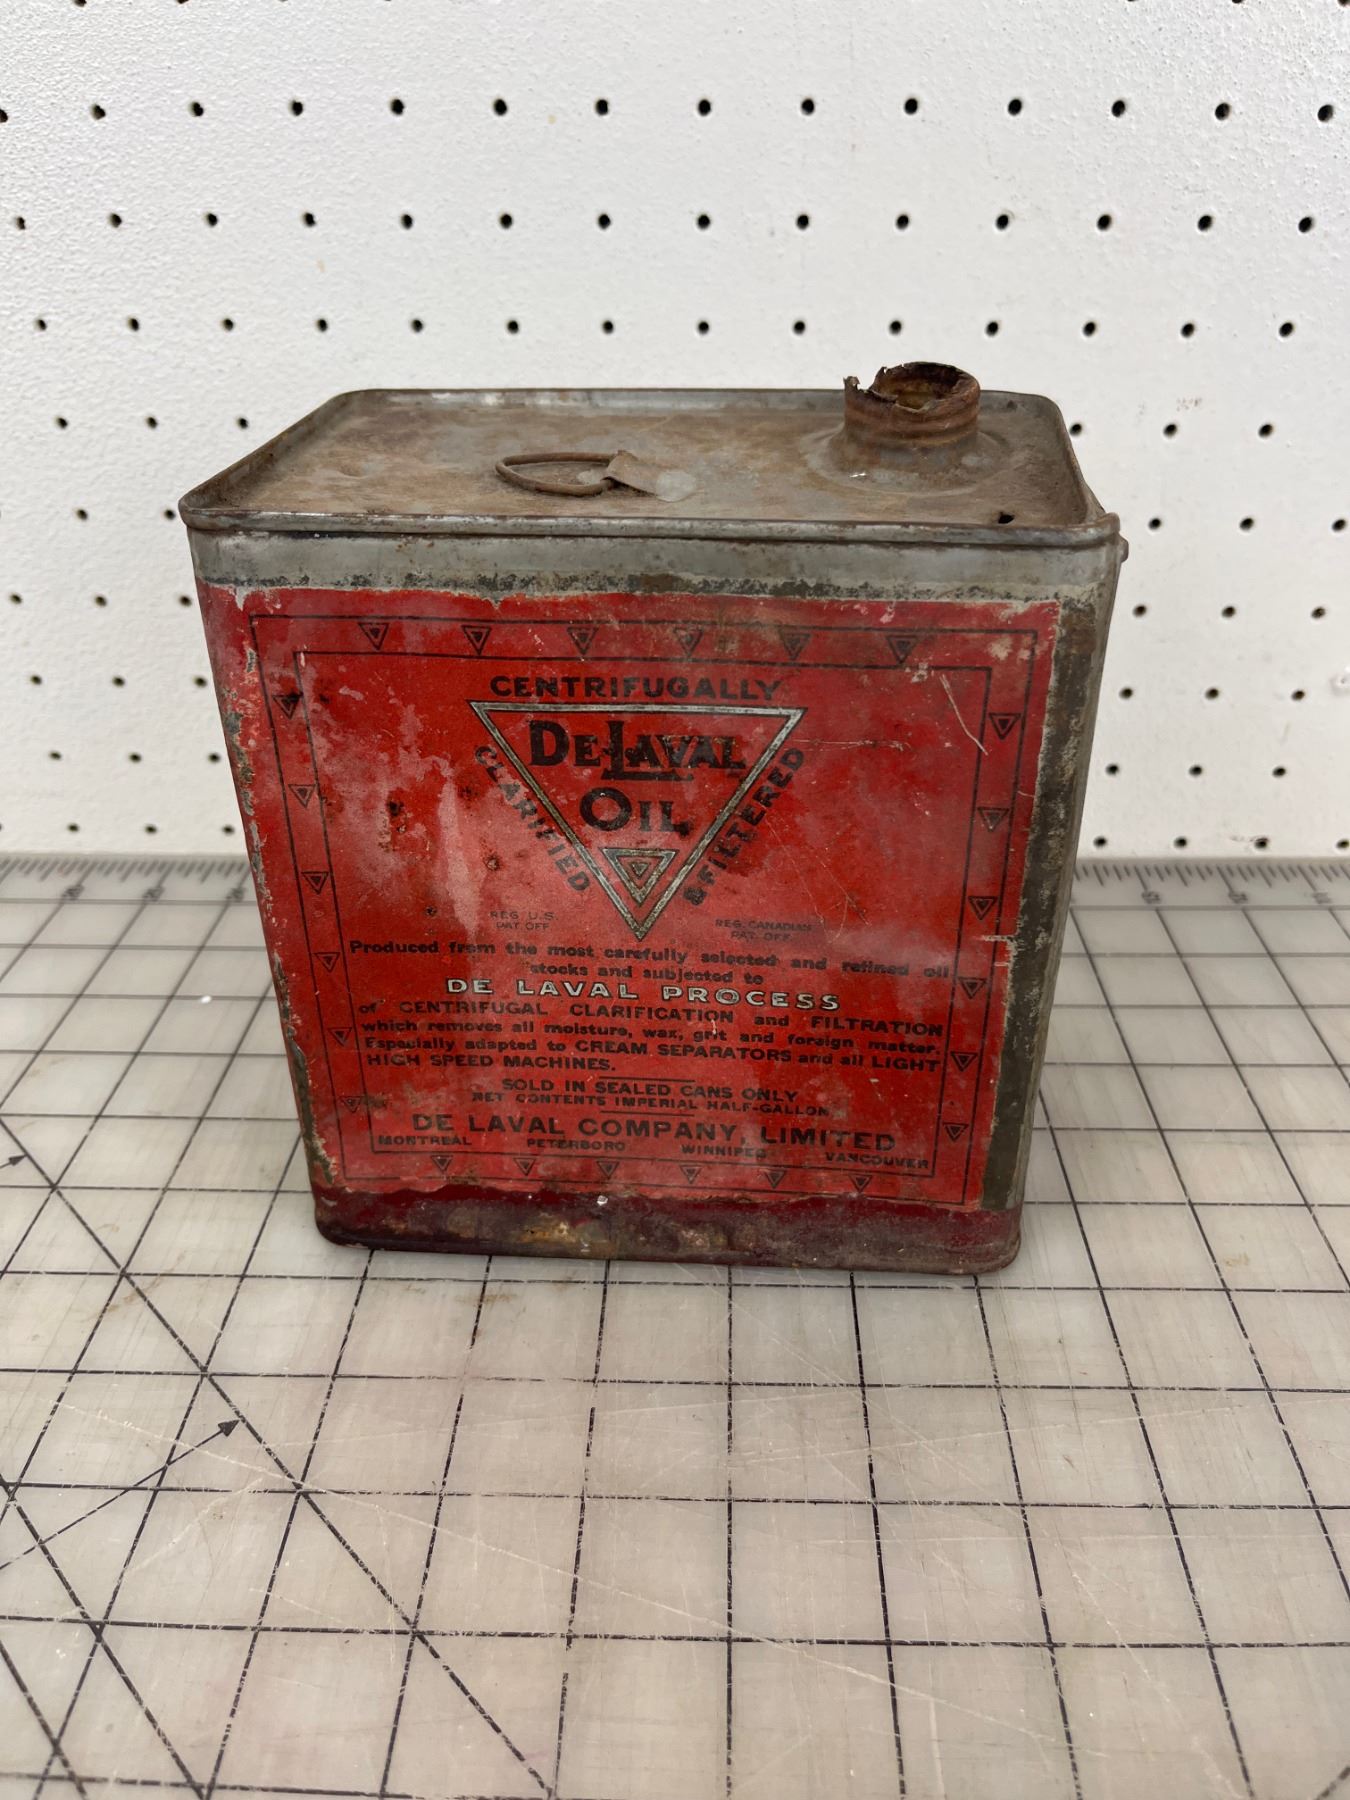 CENTRIFUGALLY
DE LAVAL
OIL
CLARIFIED
& FILTERED
REG. U.S.
PAT. OFF.
REG. CANADIAN
PAT. OFF.
Produced from the most carefully selected and refined oil
stocks and subjected to
DE LAVAL PROCESS
of CENTRIFUGAL CLARIFICATION and FILTRATION
which removes all moisture, wax, grit and foreign matter.
Especially adapted to CREAM SEPARATORS and all LIGHT
HIGH SPEED MACHINES.
SOLD IN SEALED CANS ONLY
NET CONTENTS IMPERIAL HALF-GALLON
DE LAVAL COMPANY, LIMITED
MONTREAL PETERBORO WINNIPEG VANCOUVER